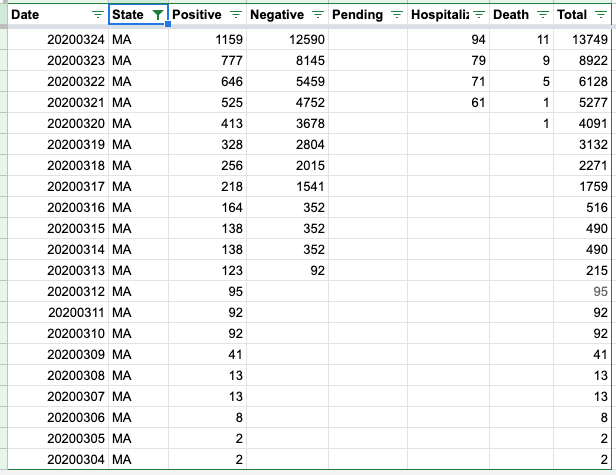 Date State Positive Negative Pending Hospitaliz Death Total
20200324 MA 1159 12590 94 11 13749
20200323 MA 777 8145 79 9 8922
20200322 MA 646 5459 71 5 6128
20200321 MA 525 4752 61 1 5277
20200320 MA 413 3678 1 4091
20200319 MA 328 2804 3132
20200318 MA 256 2015 2271
20200317 MA 218 1541 1759
20200316 MA 164 352 516
20200315 MA 138 352 490
20200314 MA 138 352 490
20200313 MA 123 92 215
20200312 MA 95 95
20200311 MA 92 92
20200310 MA 92 92
20200309 MA 41 41
20200308 MA 13 13
20200307 MA 13 13
20200306 MA 8 8
20200305 MA 2 2
20200304 MA 2 2